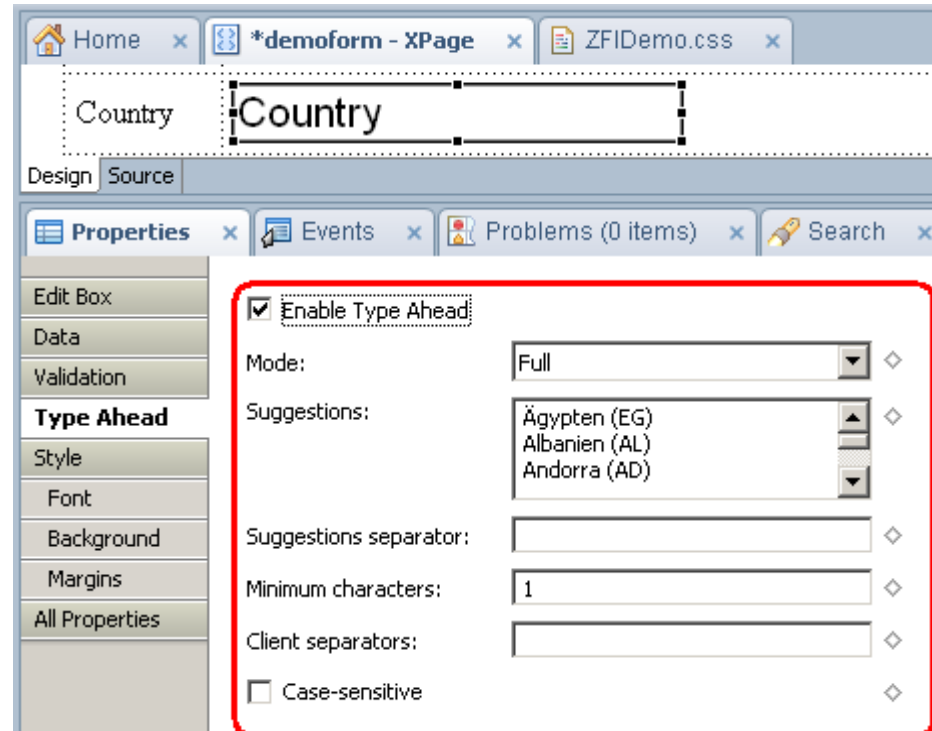 Home *demoform - XPage ZFIDemo.css
Country Country
Design Source
Properties Events Problems (0 items) Search
Edit Box
Data
Validation
Type Ahead
Style
Font
Background
Margins
All Properties
Enable Type Ahead
Mode: Full
Suggestions: Ägypten (EG)
Albanien (AL)
Andorra (AD)
Suggestions separator:
Minimum characters: 1
Client separators:
Case-sensitive